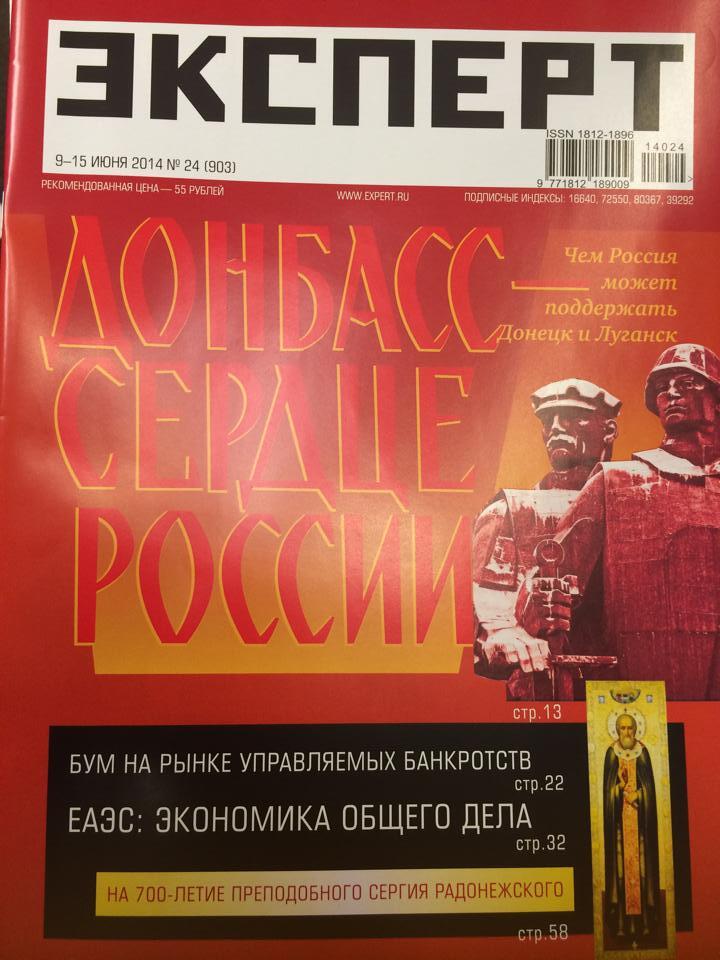 ЭКСПЕРТ
ISSN 1812-1896
14024
9 771812 189009
9–15 ИЮНЯ 2014 № 24 (903)
РЕКОМЕНДОВАННАЯ ЦЕНА — 55 РУБЛЕЙ
WWW.EXPERT.RU
ПОДПИСНЫЕ ИНДЕКСЫ: 16640, 72550, 80367, 39292
ДОНБАСС
СЕРДЦЕ
РОССИИ
Чем Россия
может
поддержать
Донецк и Луганск
стр.13
БУМ НА РЫНКЕ УПРАВЛЯЕМЫХ БАНКРОТСТВ
стр.22
ЕАЭС: ЭКОНОМИКА ОБЩЕГО ДЕЛА
стр.32
НА 700-ЛЕТИЕ ПРЕПОДОБНОГО СЕРГИЯ РАДОНЕЖСКОГО
стр.58